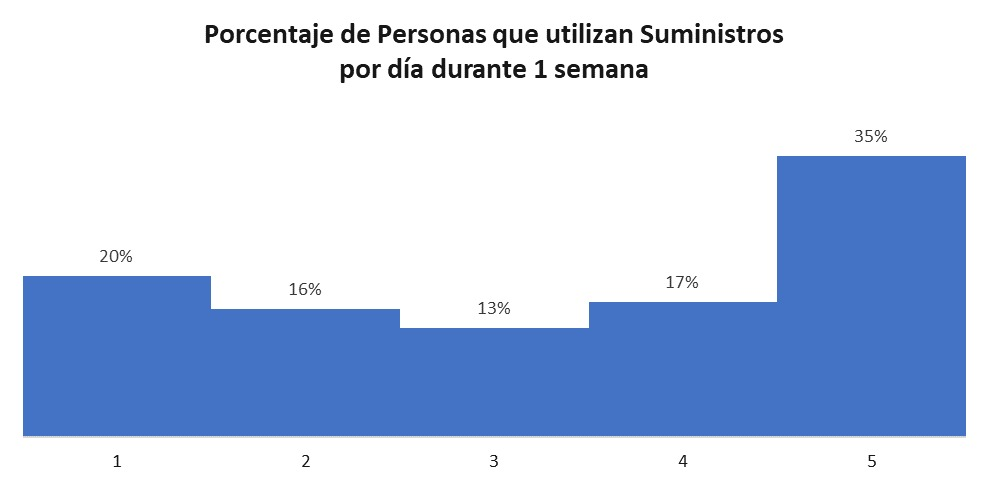 Porcentaje de Personas que utilizan Suministros
por día durante 1 semana
35%
20%
17%
16%
13%
1 2 3 4 5